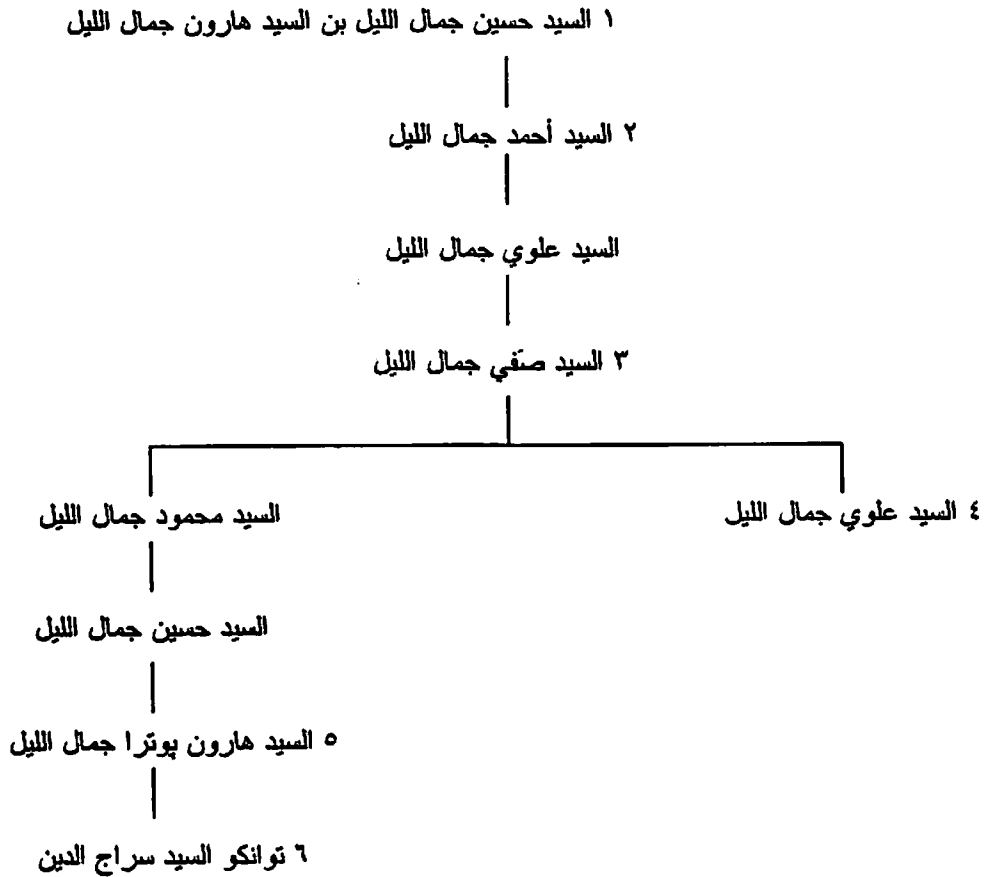 ١ السيد حسين جمال الليل بن السيد هارون جمال الليل
٢ السيد أحمد جمال الليل
السيد علوي جمال الليل
٣ السيد صفي جمال الليل
٤ السيد علوي جمال الليل
السيد محمود جمال الليل
السيد حسين جمال الليل
٥ السيد هارون پوترا جمال الليل
٦ توانكو السيد سراج الدين